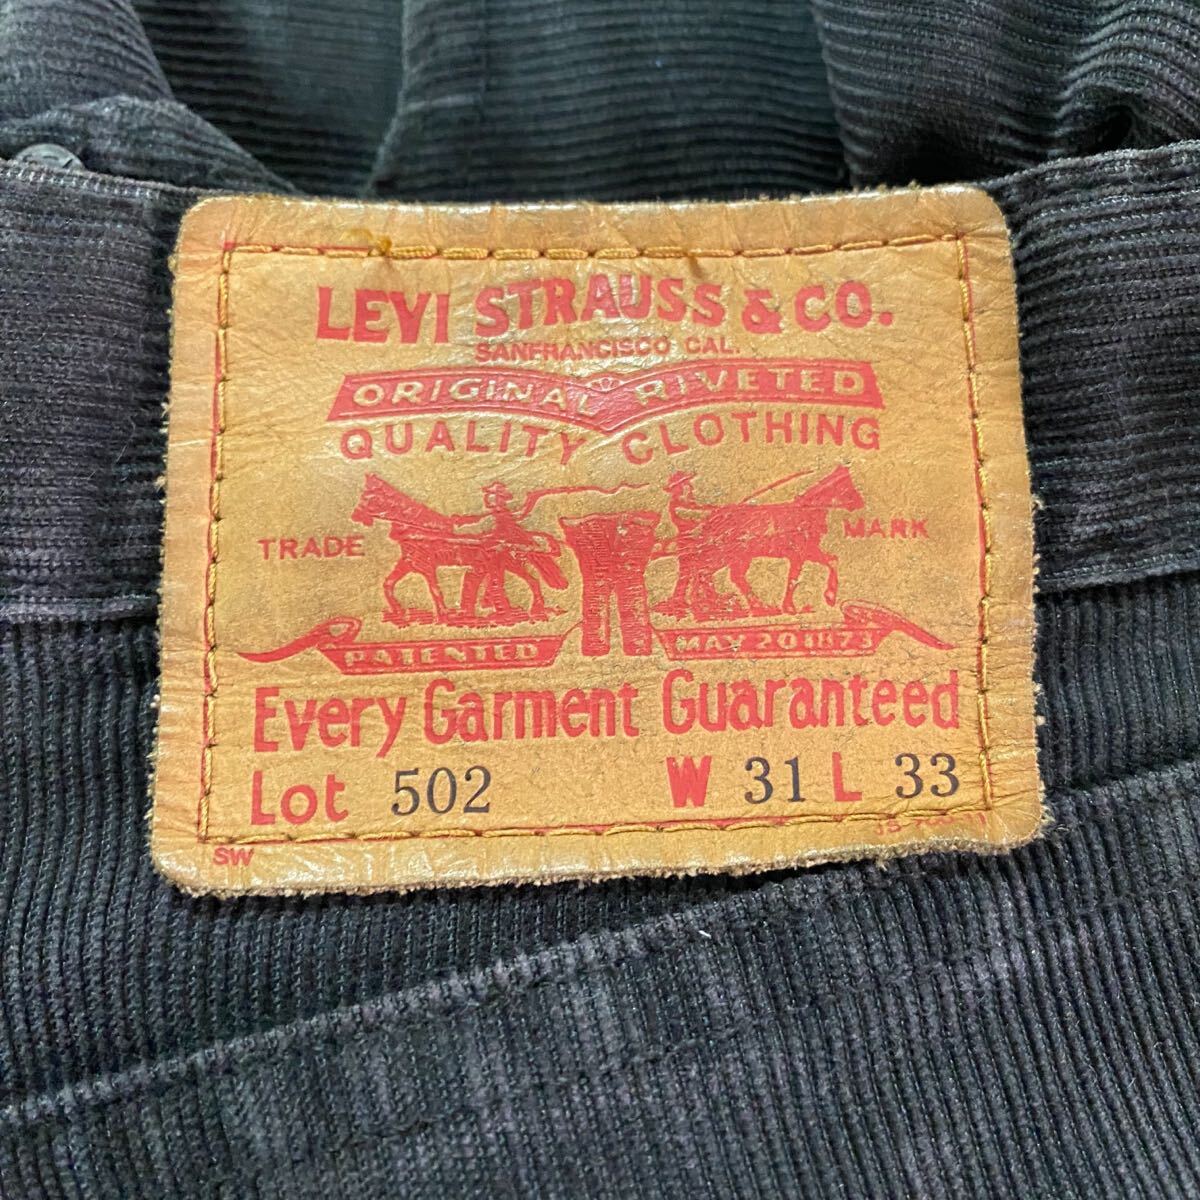 LEVI STRAUSS & CO.
SANFRANCISCO CAL.
ORIGINAL RIVETED
QUALITY CLOTHING
TRADE MARK
PATENTED MAY 20 1873
Every Garment Guaranteed
Lot 502 W 31 L 33
SW